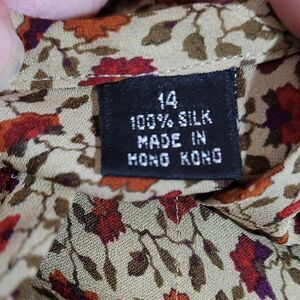 14
100% SILK
MADE IN
HONG KONG